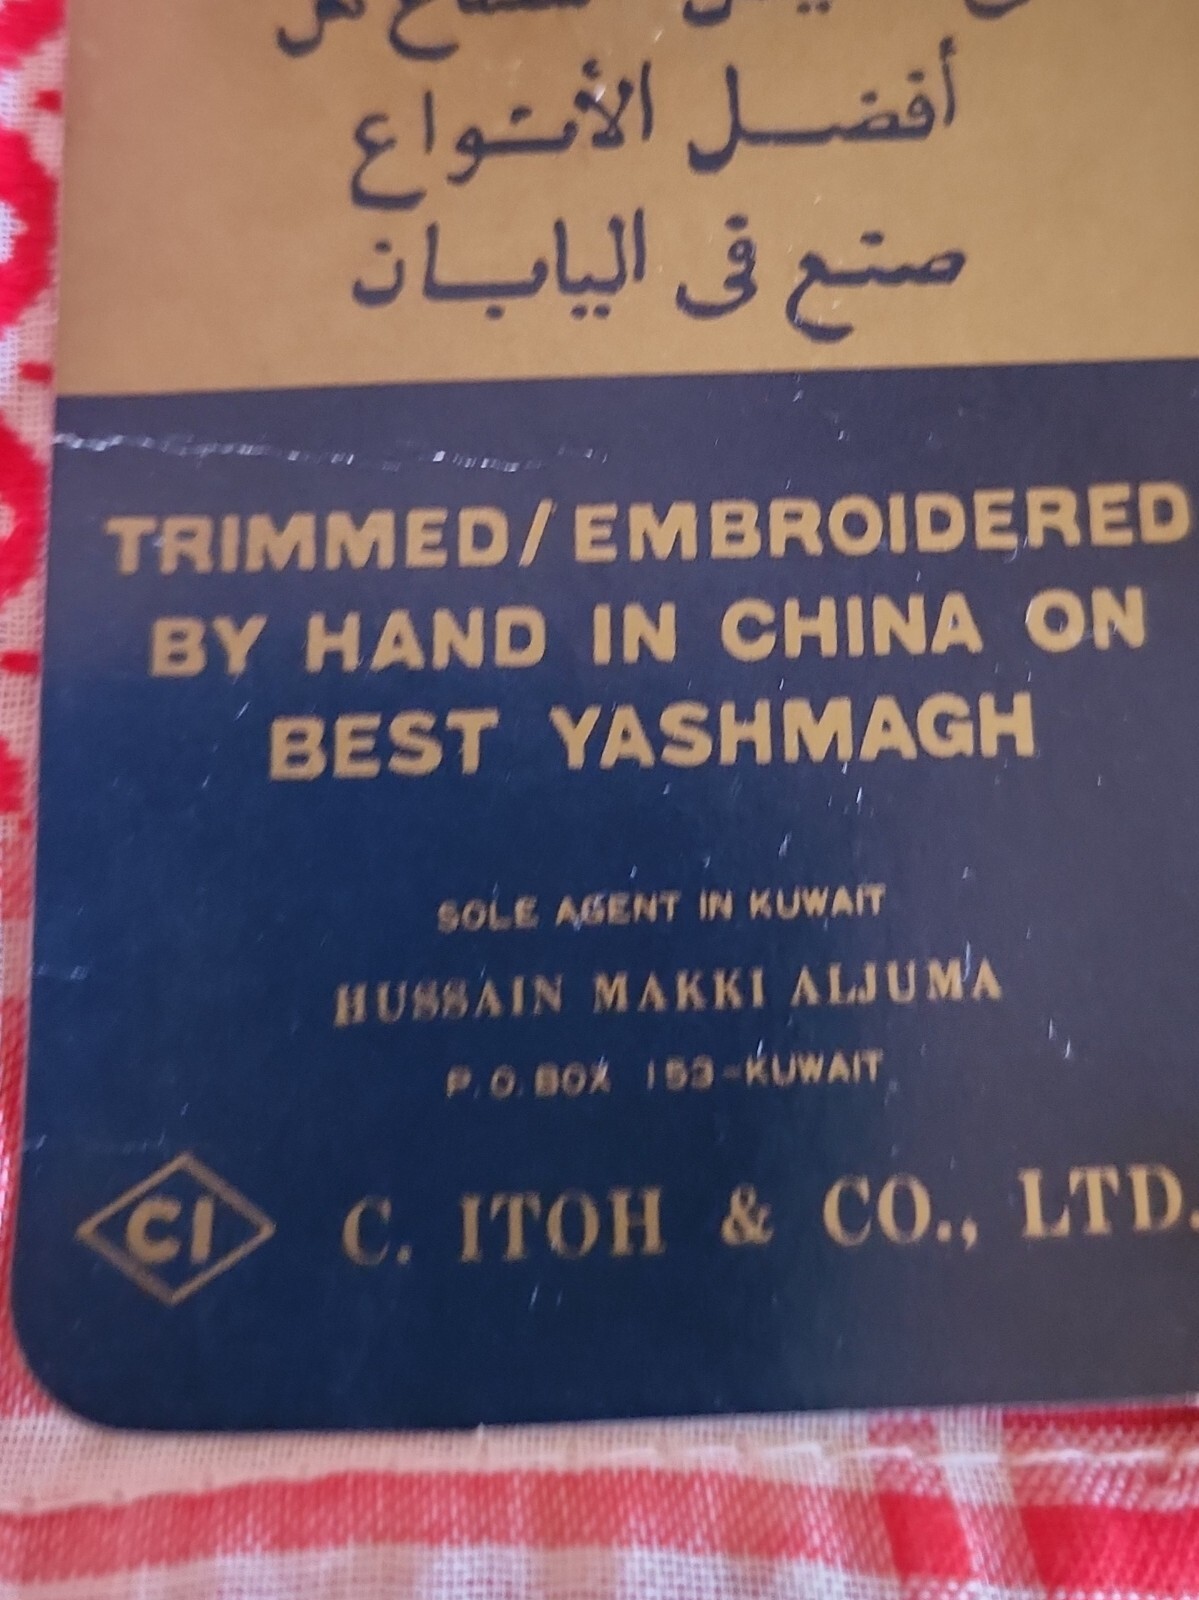 أفضل الأنواع
صنع فى اليابان
TRIMMED/EMBROIDERED
BY HAND IN CHINA ON
BEST YASHMAGH
SOLE AGENT IN KUWAIT
HUSSAIN MAKKI ALJUMA
P.O.BOX 153-KUWAIT
CI C. ITOH & CO., LTD.